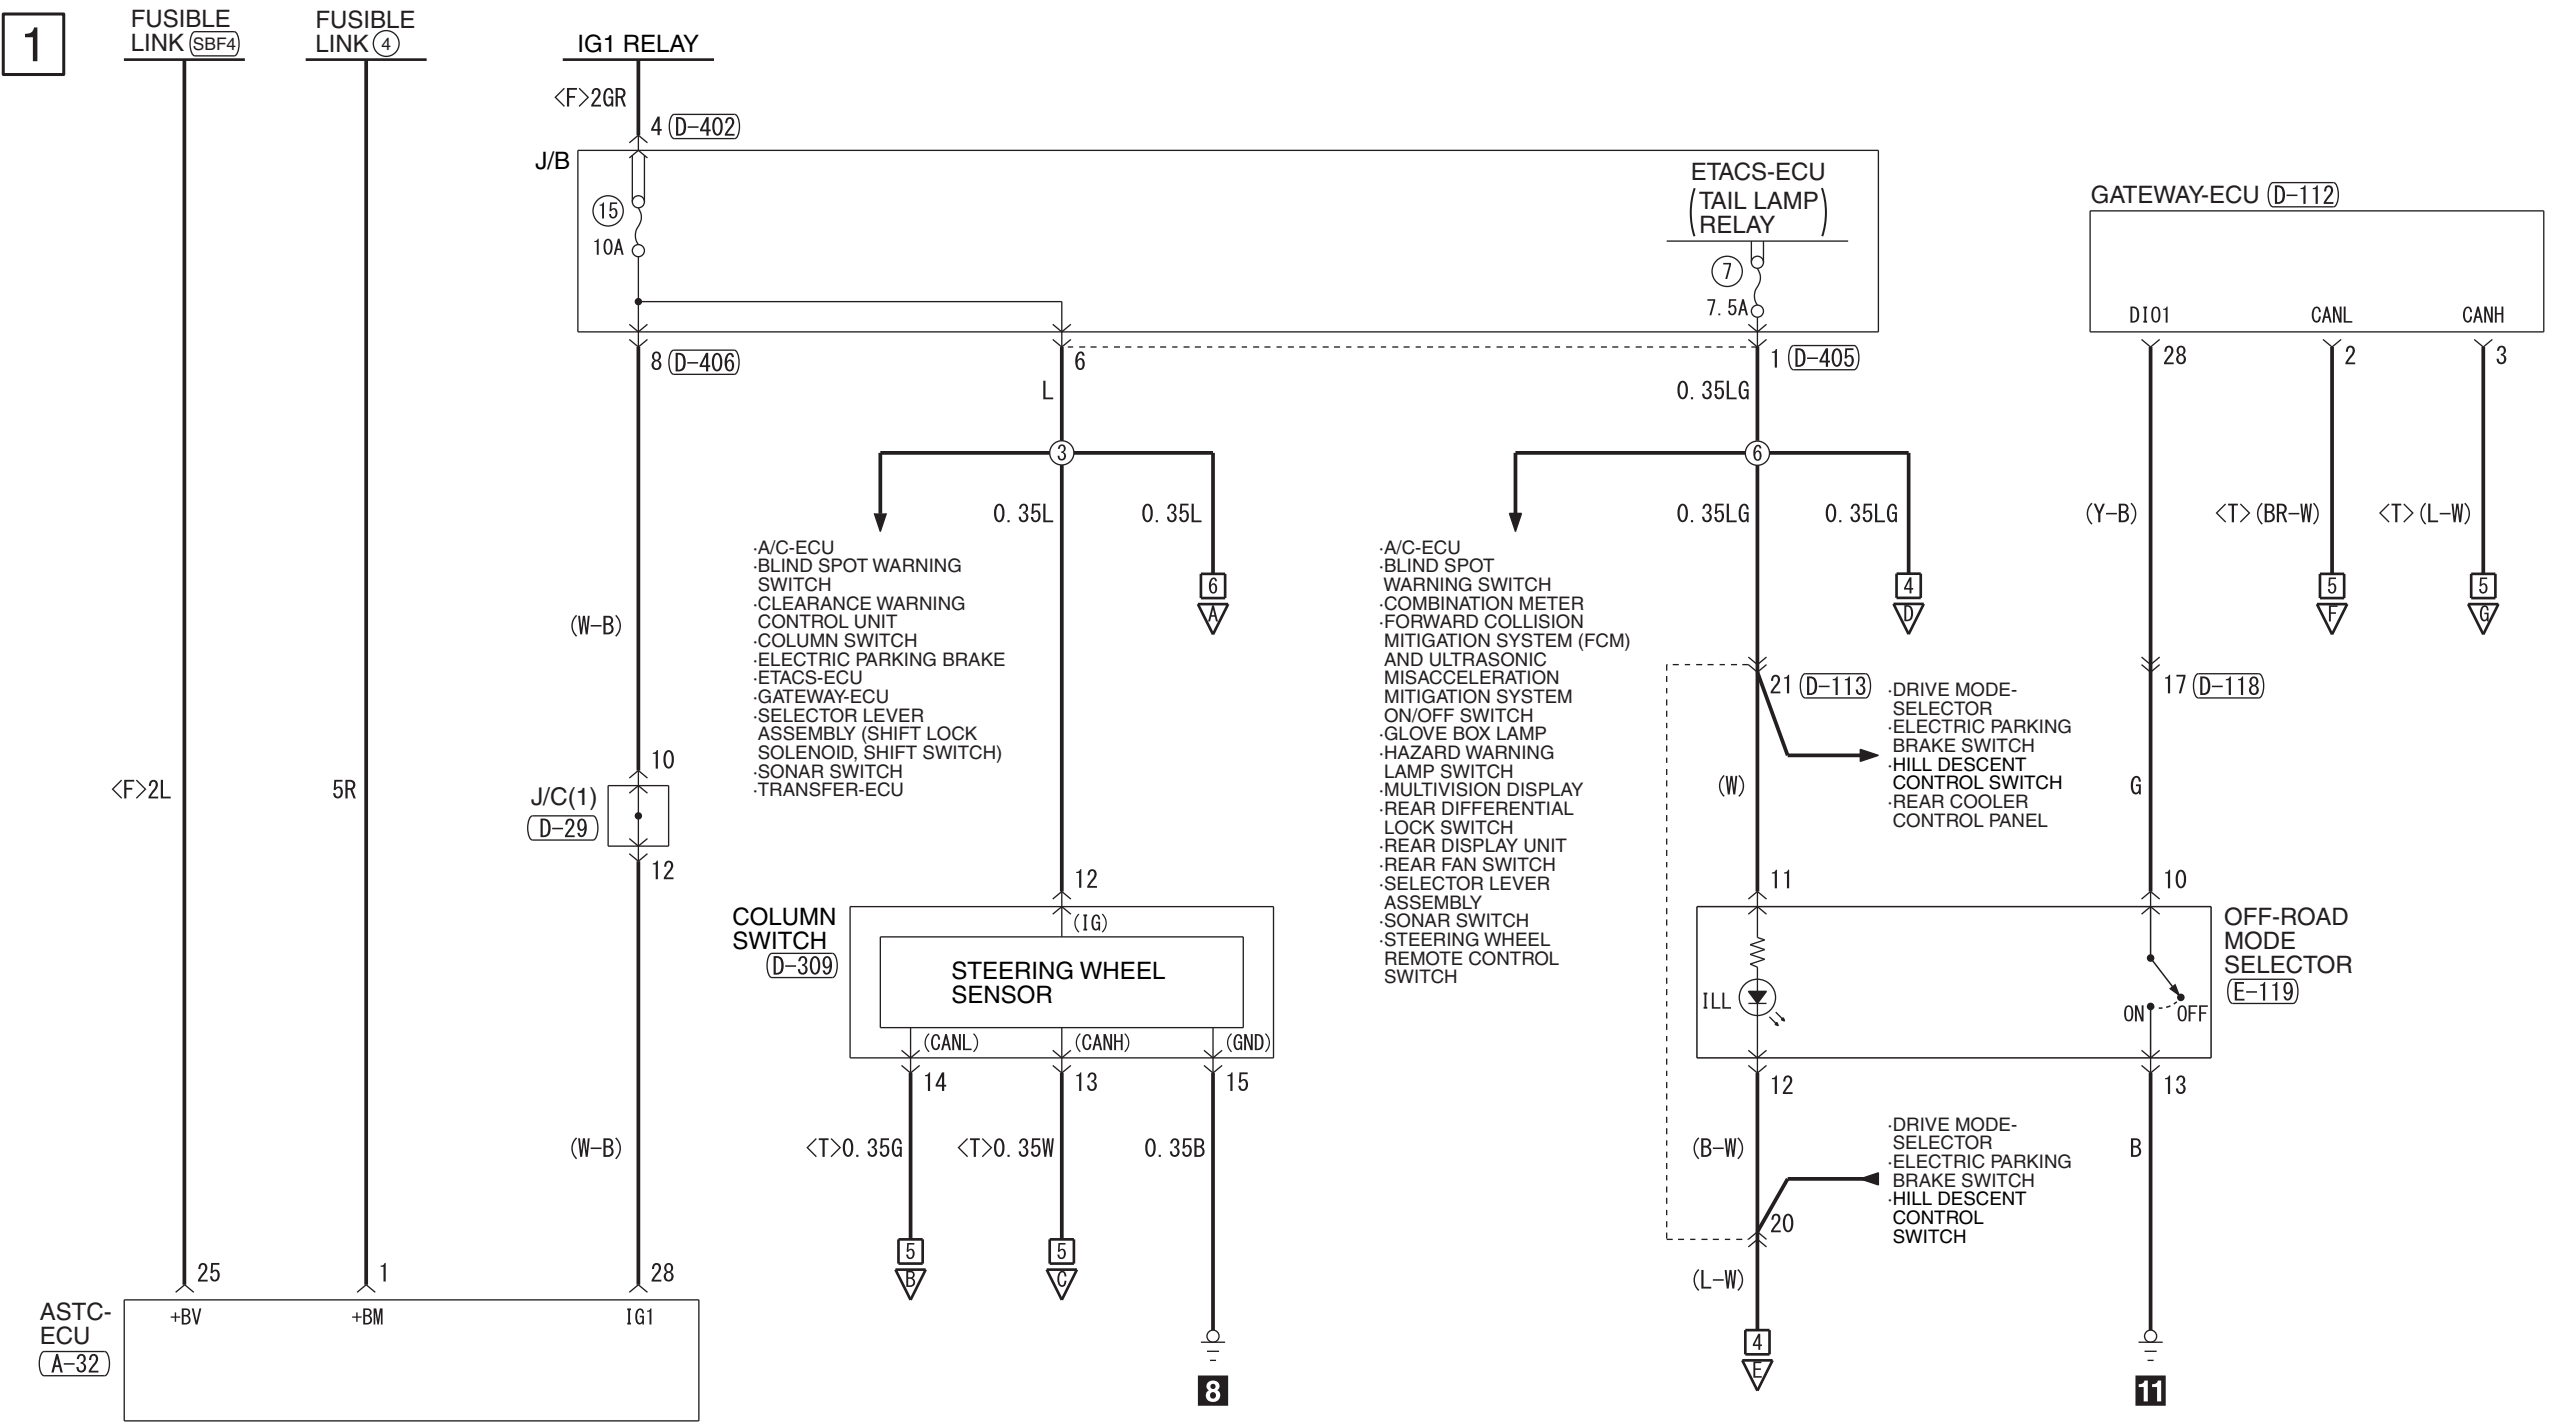 1
FUSIBLE
LINK SBF4
FUSIBLE
LINK 4
IG1 RELAY
<F>2GR
4 D-402
J/B
15
10A
ETACS-ECU
(TAIL LAMP
RELAY)
7
7.5A
GATEWAY-ECU D-112
DIO1
CANL
CANH
8 D-406
6
1 D-405
28
2
3
L
0.35LG
3
6
0.35L
0.35L
0.35LG
0.35LG
(Y-B)
<T>(BR-W)
<T>(L-W)
·A/C-ECU
·BLIND SPOT WARNING
SWITCH
·CLEARANCE WARNING
CONTROL UNIT
·COLUMN SWITCH
·ELECTRIC PARKING BRAKE
·ETACS-ECU
·GATEWAY-ECU
·SELECTOR LEVER
ASSEMBLY (SHIFT LOCK
SOLENOID, SHIFT SWITCH)
·SONAR SWITCH
·TRANSFER-ECU
6
A
·A/C-ECU
·BLIND SPOT
WARNING SWITCH
·COMBINATION METER
·FORWARD COLLISION
MITIGATION SYSTEM (FCM)
AND ULTRASONIC
MISACCELERATION
MITIGATION SYSTEM
ON/OFF SWITCH
·GLOVE BOX LAMP
·HAZARD WARNING
LAMP SWITCH
·MULTIVISION DISPLAY
·REAR DIFFERENTIAL
LOCK SWITCH
·REAR DISPLAY UNIT
·REAR FAN SWITCH
·SELECTOR LEVER
ASSEMBLY
·SONAR SWITCH
·STEERING WHEEL
REMOTE CONTROL
SWITCH
4
D
5
F
5
G
(W-B)
21 D-113
·DRIVE MODE-
SELECTOR
·ELECTRIC PARKING
BRAKE SWITCH
·HILL DESCENT
CONTROL SWITCH
·REAR COOLER
CONTROL PANEL
17 D-118
<F>2L
5R
10
J/C(1)
D-29
12
(W)
G
12
11
10
COLUMN
SWITCH
D-309
(IG)
STEERING WHEEL
SENSOR
(CANL)
(CANH)
(GND)
ILL
ON
OFF
OFF-ROAD
MODE
SELECTOR
E-119
14
13
15
12
13
(W-B)
<T>0.35G
<T>0.35W
0.35B
(B-W)
·DRIVE MODE-
SELECTOR
·ELECTRIC PARKING
BRAKE SWITCH
·HILL DESCENT
CONTROL
SWITCH
B
20
5
B
5
C
(L-W)
25
1
28
ASTC-
ECU
A-32
+BV
+BM
IG1
8
4
E
11